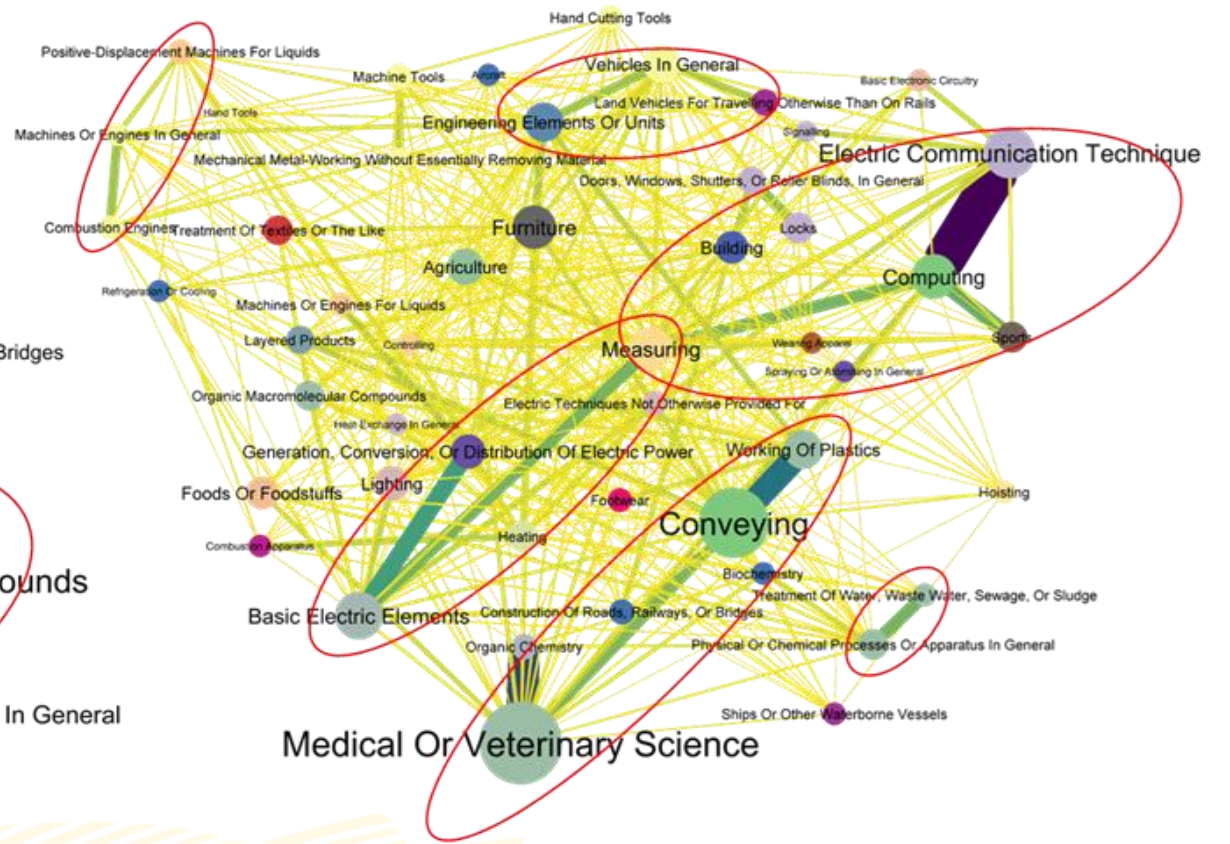 Hand Cutting Tools
Positive-Displacement Machines For Liquids
Vehicles In General
Machine Tools
Aircraft
Basic Electronic Circuitry
Land Vehicles For Travelling Otherwise Than On Rails
Hand Tools
Engineering Elements Or Units
Machines Or Engines In General
Signalling
Electric Communication Technique
Mechanical Metal-Working Without Essentially Removing Material
Doors, Windows, Shutters, Or Roller Blinds, In General
Combustion Engines
Treatment Of Textiles Or The Like
Furniture
Locks
Building
Agriculture
Computing
Refrigeration Or Cooling
Machines Or Engines For Liquids
Sports
Layered Products
Controlling
Wearing Apparel
Measuring
Bridges
Spraying Or Atomising In General
Organic Macromolecular Compounds
Electric Techniques Not Otherwise Provided For
Heat Exchange In General
Generation, Conversion, Or Distribution Of Electric Power
Working Of Plastics
Lighting
Foods Or Foodstuffs
Hoisting
Footwear
Conveying
Heating
Combustion Apparatus
Biochemistry
ounds
Treatment Of Water, Waste Water, Sewage, Or Sludge
Construction Of Roads, Railways, Or Bridges
Basic Electric Elements
Organic Chemistry
Physical Or Chemical Processes Or Apparatus In General
In General
Ships Or Other Waterborne Vessels
Medical Or Veterinary Science